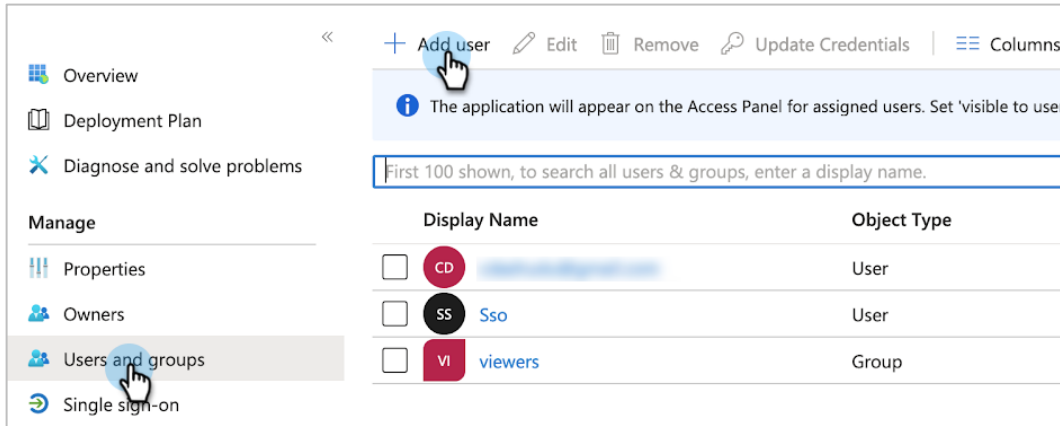 «
Add user Edit Remove Update Credentials Columns
Overview
The application will appear on the Access Panel for assigned users. Set 'visible to use
Deployment Plan
Diagnose and solve problems
First 100 shown, to search all users & groups, enter a display name.
Manage
Display Name Object Type
Properties
CD User
Owners
SS Sso User
Users and groups
VI viewers Group
Single sign-on